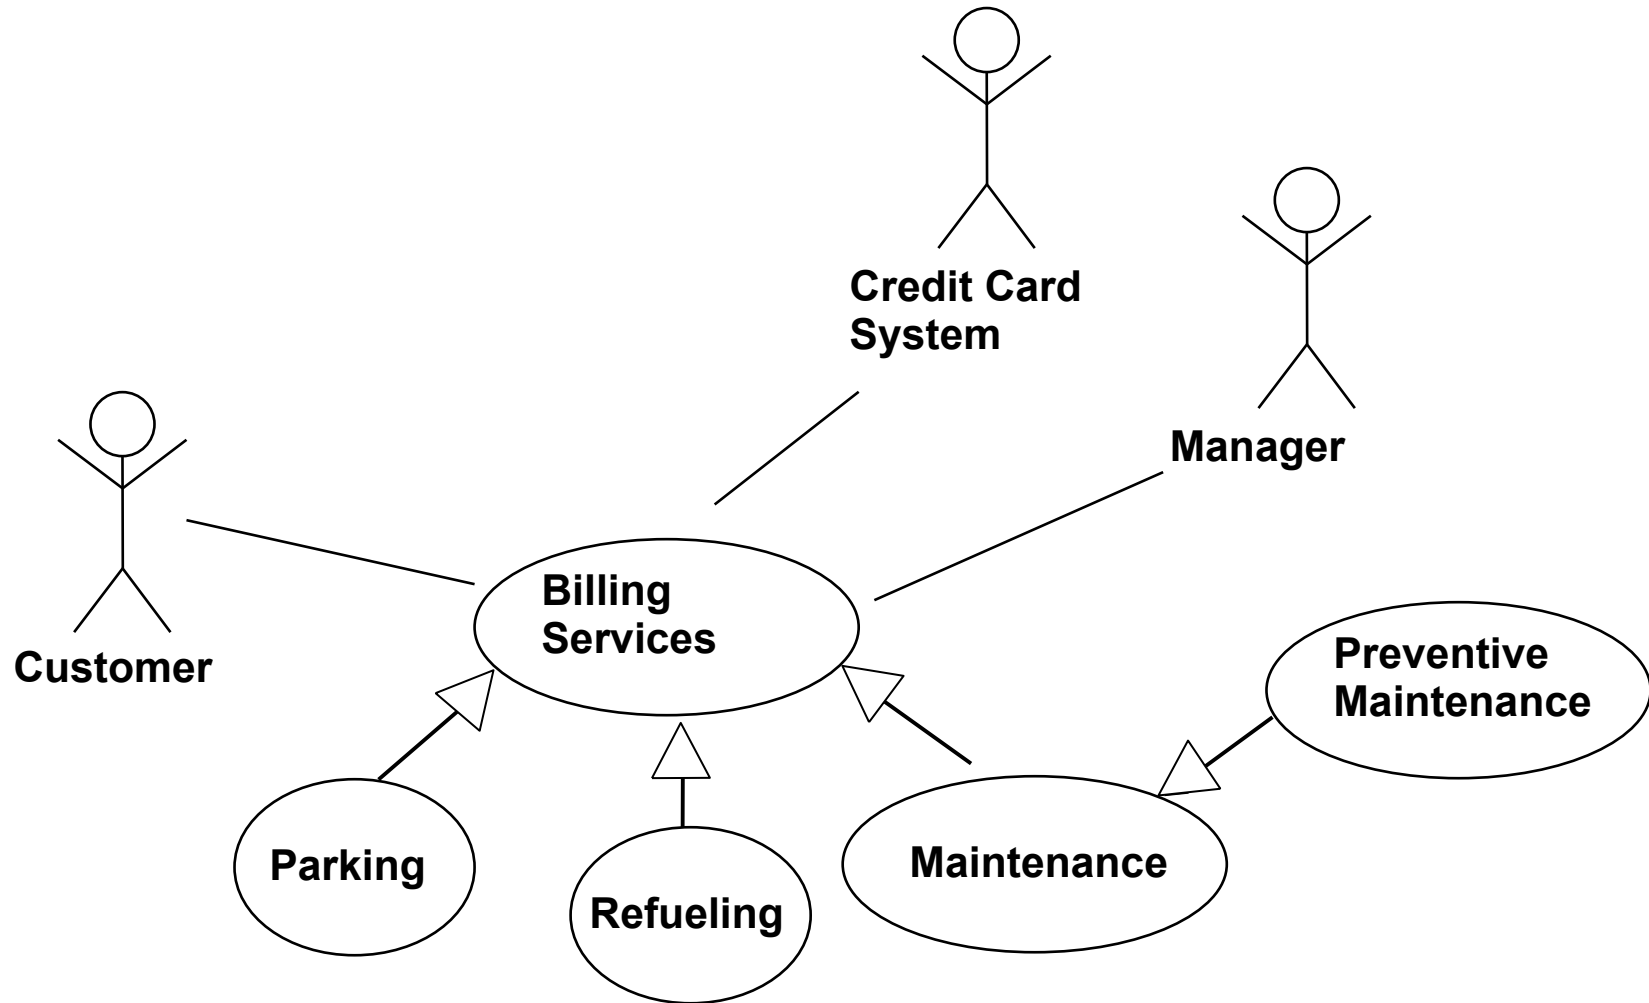 Credit Card
System
Manager
Customer
Billing
Services
Preventive
Maintenance
Parking
Refueling
Maintenance